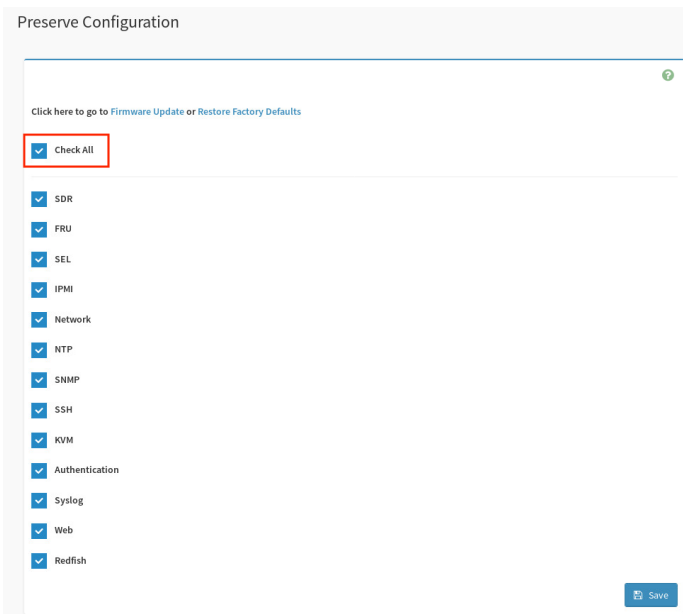 Preserve Configuration
?
Click here to go to Firmware Update or Restore Factory Defaults
Check All
SDR
FRU
SEL
IPMI
Network
NTP
SNMP
SSH
KVM
Authentication
Syslog
Web
Redfish
Save